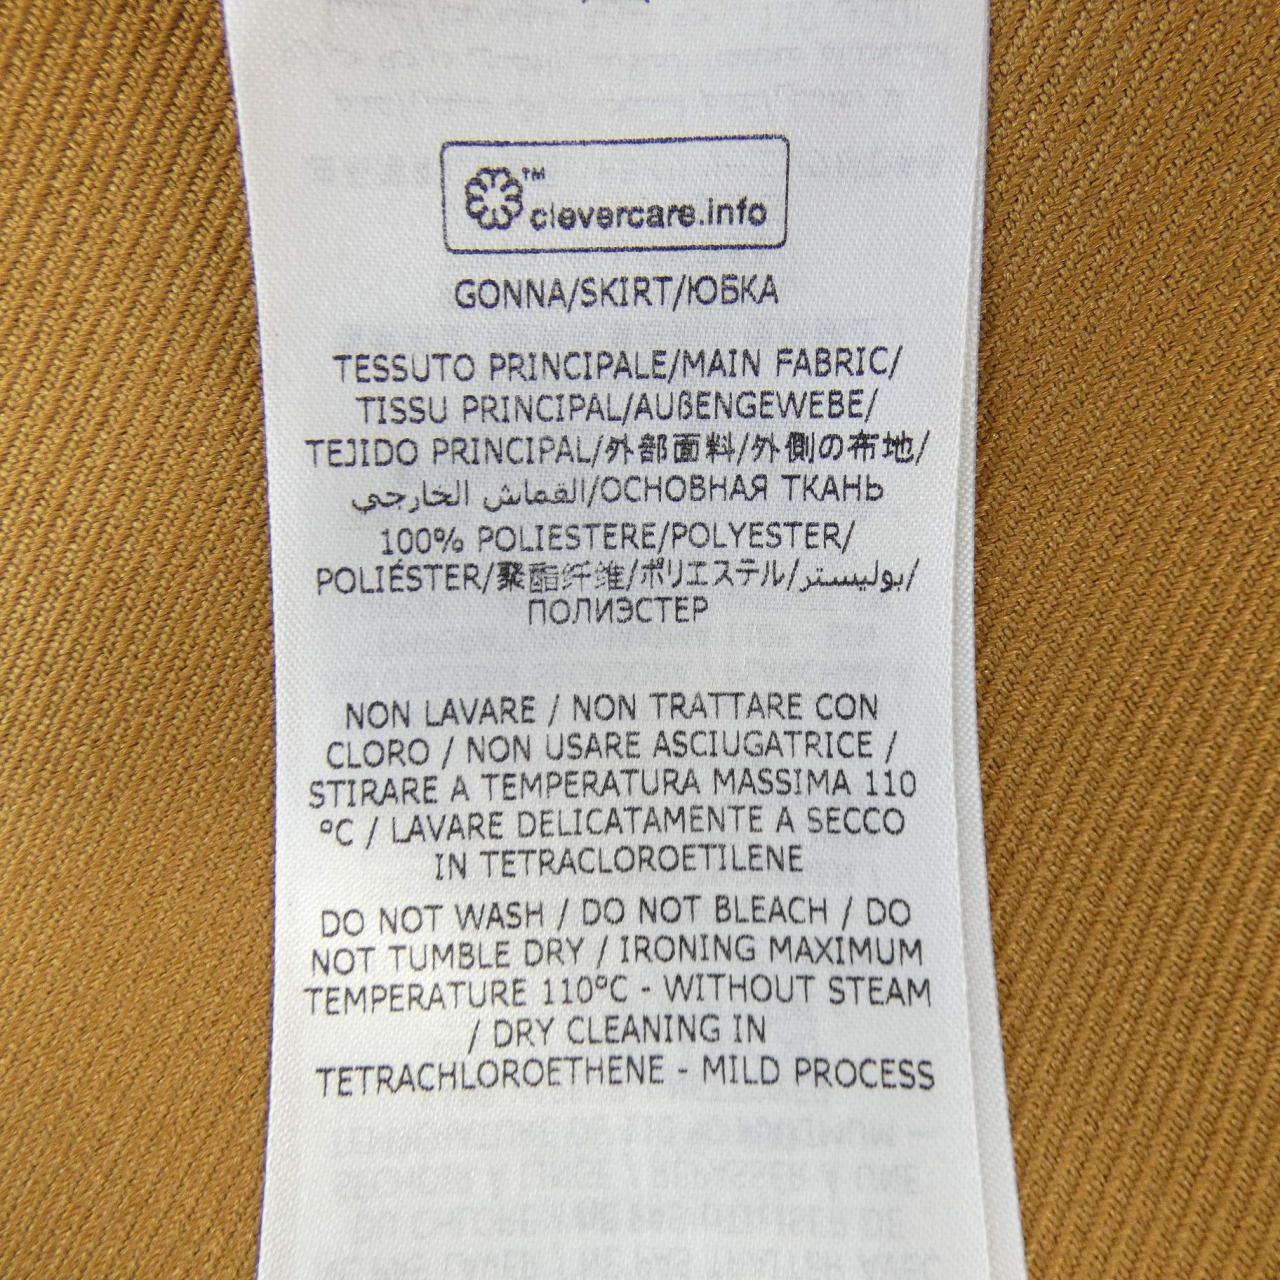 ™ clevercare.info
GONNA/SKIRT/ЮБКА
TESSUTO PRINCIPALE/MAIN FABRIC/
TISSU PRINCIPAL/AUßENGEWEBE/
TEJIDO PRINCIPAL/外部面料/外側の布地/
القماش الخارجي/ОСНОВНАЯ ТКАНЬ
100% POLIESTERE/POLYESTER/
POLIÉSTER/聚酯纤维/ポリエステル/بوليستر/
ПОЛИЭСТЕР
NON LAVARE / NON TRATTARE CON
CLORO / NON USARE ASCIUGATRICE /
STIRARE A TEMPERATURA MASSIMA 110
ºC / LAVARE DELICATAMENTE A SECCO
IN TETRACLOROETILENE
DO NOT WASH / DO NOT BLEACH / DO
NOT TUMBLE DRY / IRONING MAXIMUM
TEMPERATURE 110ºC - WITHOUT STEAM
/ DRY CLEANING IN
TETRACHLOROETHENE - MILD PROCESS